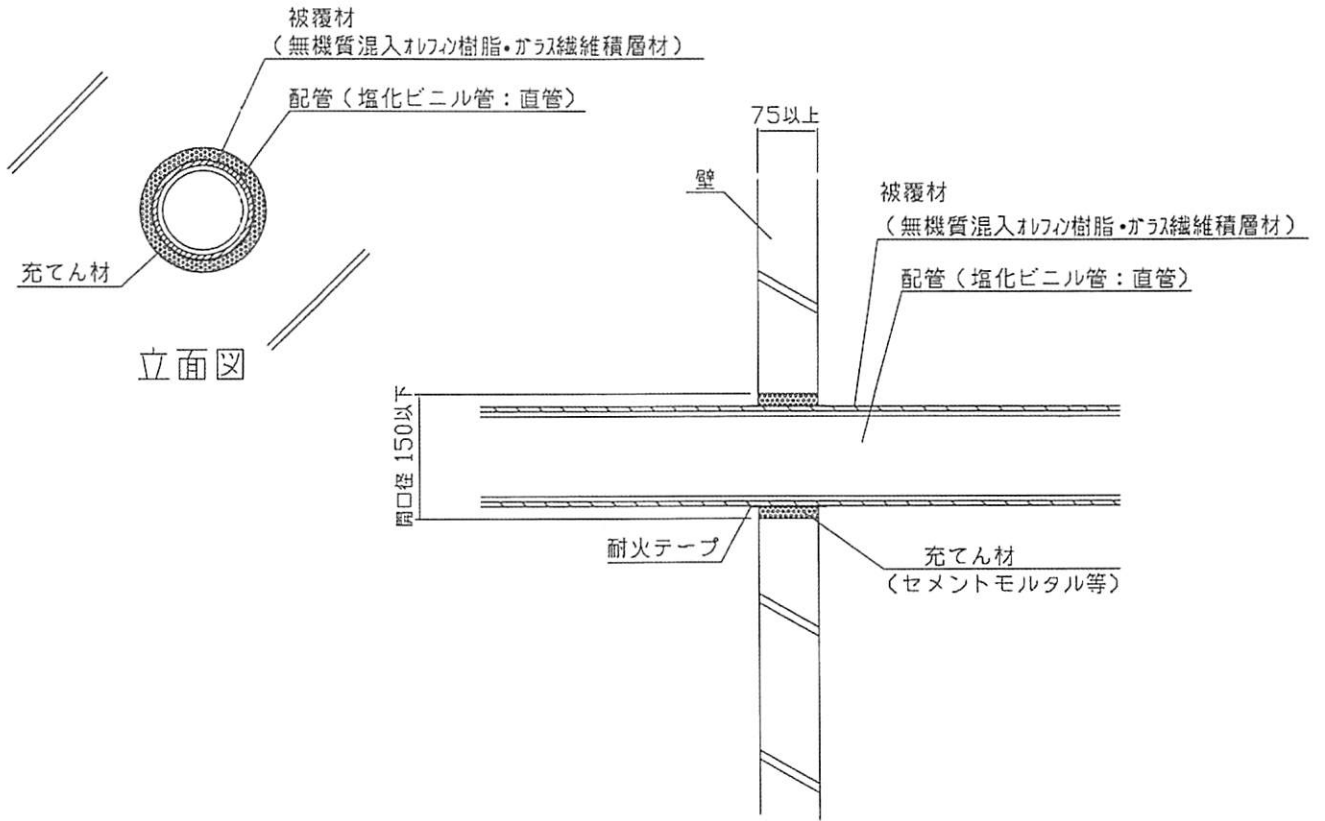 被覆材
(無機質混入オレフィン樹脂・ガラス繊維積層材)
配管(塩化ビニル管:直管)
充てん材
立面図
75以上
壁
被覆材
(無機質混入オレフィン樹脂・ガラス繊維積層材)
配管(塩化ビニル管:直管)
開口径 150以下
耐火テープ
充てん材
(セメントモルタル等)